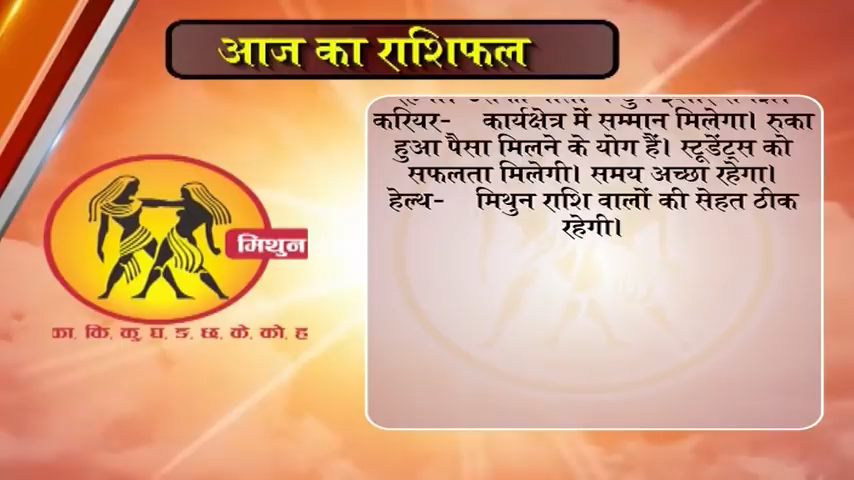 आज का राशिफल
करियर- कार्यक्षेत्र में सम्मान मिलेगा। रुका
हुआ पैसा मिलने के योग हैं। स्टूडेंट्स को
सफलता मिलेगी। समय अच्छा रहेगा।
हेल्थ- मिथुन राशि वालों की सेहत ठीक
रहेगी।
मिथुन
का, कि, कु, घ, ङ, छ, के, को, ह